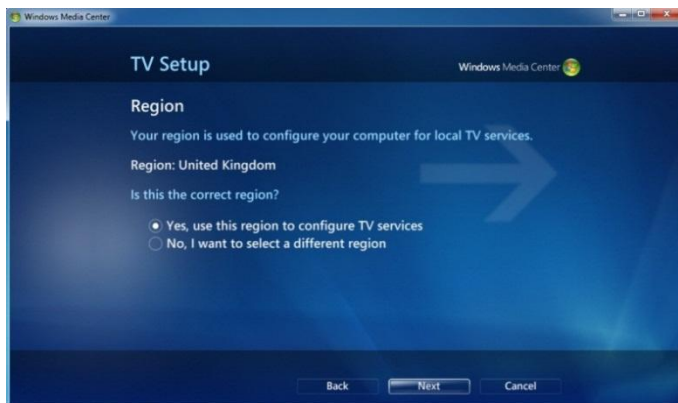 Windows Media Center
TV Setup
Windows Media Center
Region
Your region is used to configure your computer for local TV services.
Region: United Kingdom
Is this the correct region?
Yes, use this region to configure TV services
No, I want to select a different region
Back Next Cancel